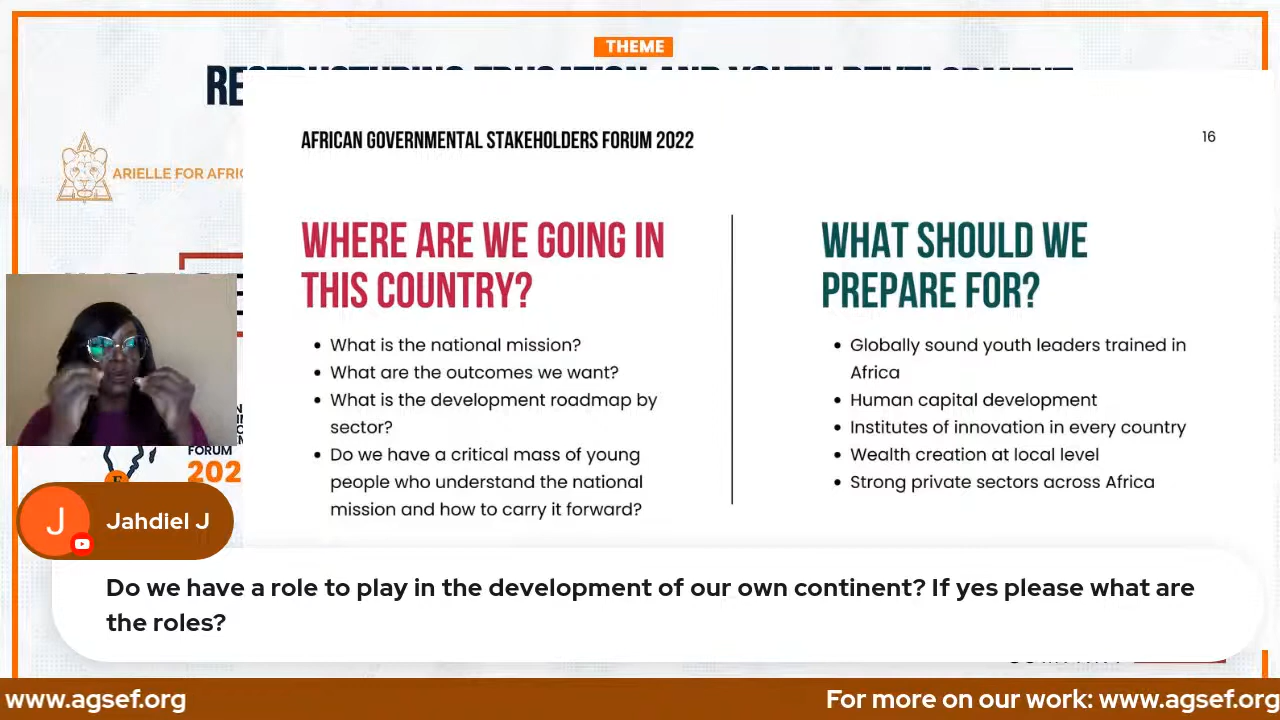 THEME
RESTRUCTURING EDUCATION AND YOUTH DEVELOPMENT
AFRICAN GOVERNMENTAL STAKEHOLDERS FORUM 2022
16
ARIELLE FOR AFRIC
WHERE ARE WE GOING IN
THIS COUNTRY?
• What is the national mission?
• What are the outcomes we want?
• What is the development roadmap by
sector?
• Do we have a critical mass of young
people who understand the national
mission and how to carry it forward?
WHAT SHOULD WE
PREPARE FOR?
• Globally sound youth leaders trained in
Africa
• Human capital development
• Institutes of innovation in every country
• Wealth creation at local level
• Strong private sectors across Africa
FORUM
202
J
Jahdiel J
Do we have a role to play in the development of our own continent? If yes please what are
the roles?
www.agsef.org
For more on our work: www.agsef.org